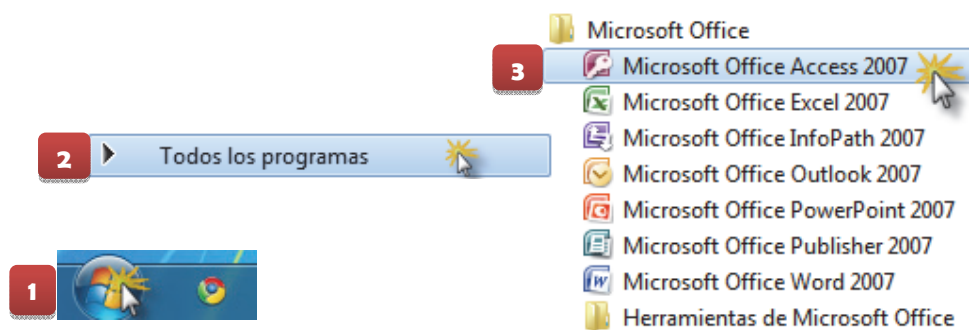 Microsoft Office
3
Microsoft Office Access 2007
Microsoft Office Excel 2007
Microsoft Office InfoPath 2007
Microsoft Office Outlook 2007
Microsoft Office PowerPoint 2007
Microsoft Office Publisher 2007
Microsoft Office Word 2007
Herramientas de Microsoft Office
2
Todos los programas
1